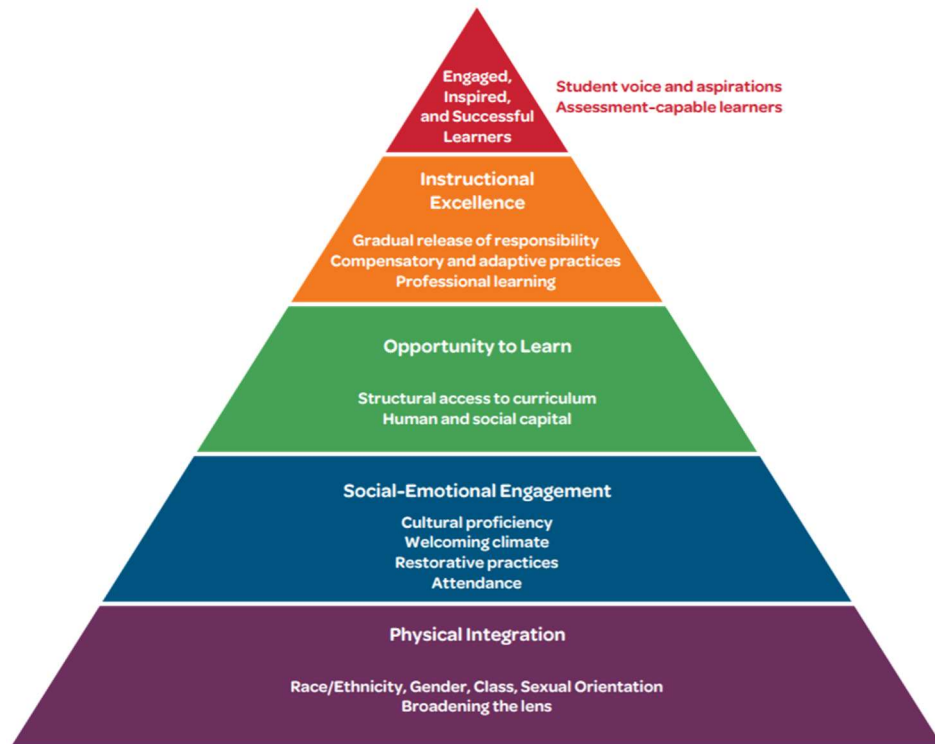 Engaged,
Inspired,
and Successful
Learners
Student voice and aspirations
Assessment-capable learners
Instructional
Excellence
Gradual release of responsibility
Compensatory and adaptive practices
Professional learning
Opportunity to Learn
Structural access to curriculum
Human and social capital
Social-Emotional Engagement
Cultural proficiency
Welcoming climate
Restorative practices
Attendance
Physical Integration
Race/Ethnicity, Gender, Class, Sexual Orientation
Broadening the lens